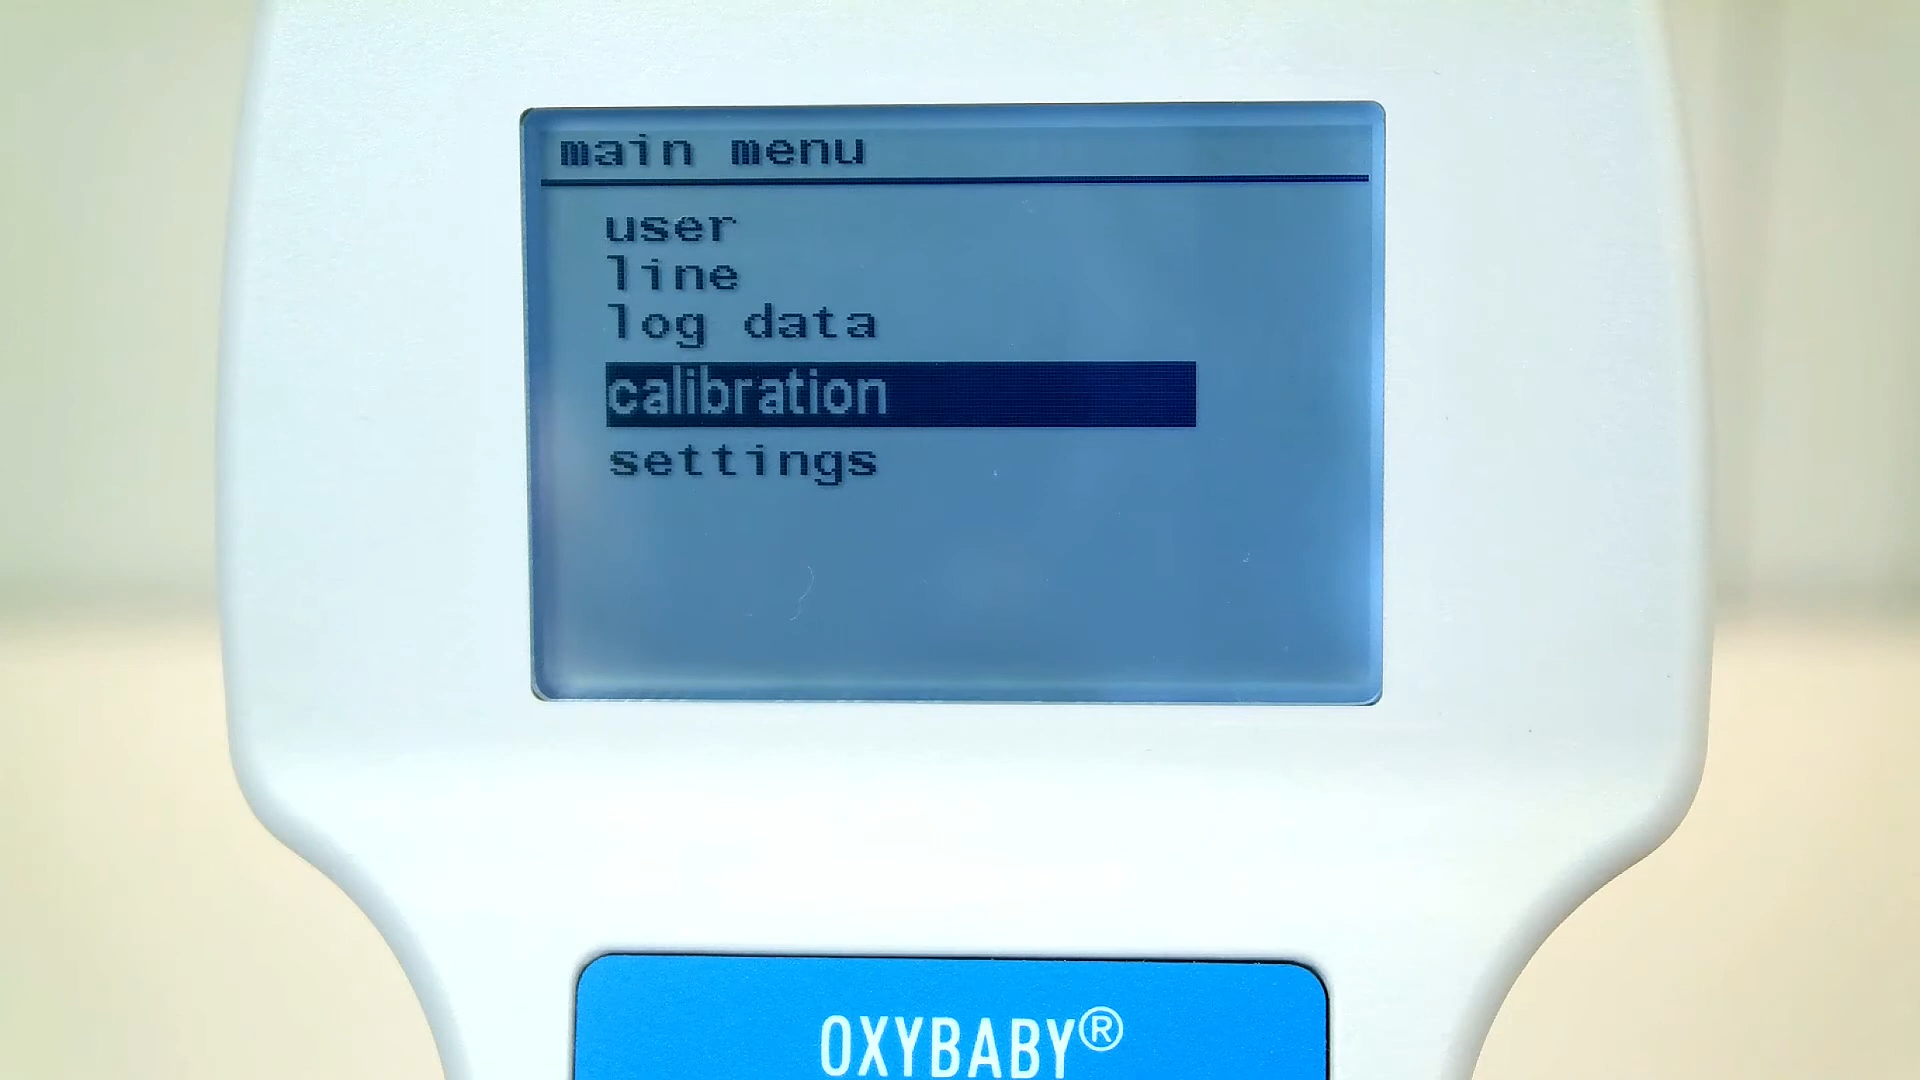 main menu
user
line
log data
calibration
settings
OXYBABY®